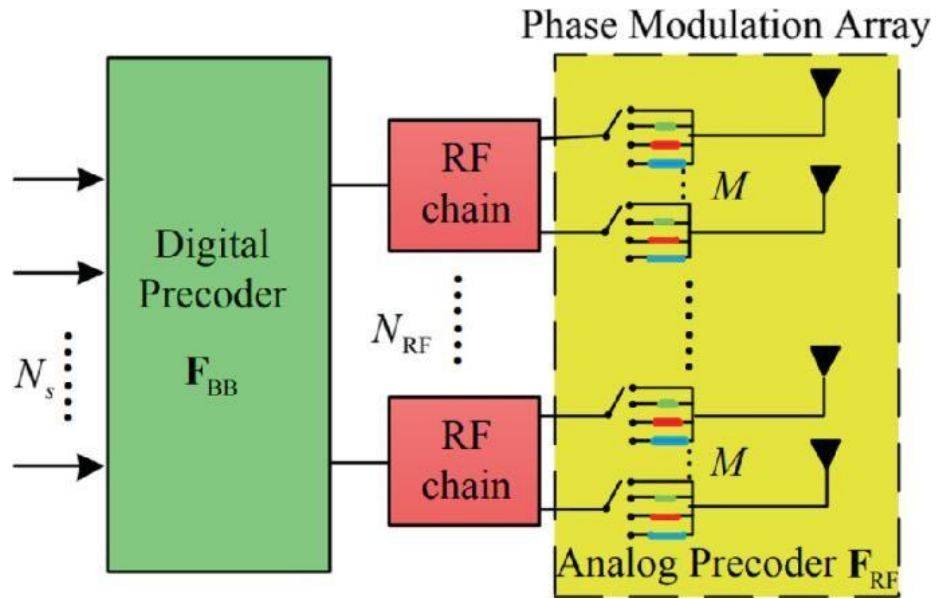 Phase Modulation Array
RF
chain
M
Digital
Precoder
F_BB
N_s
N_RF
RF
chain
M
Analog Precoder F_RF